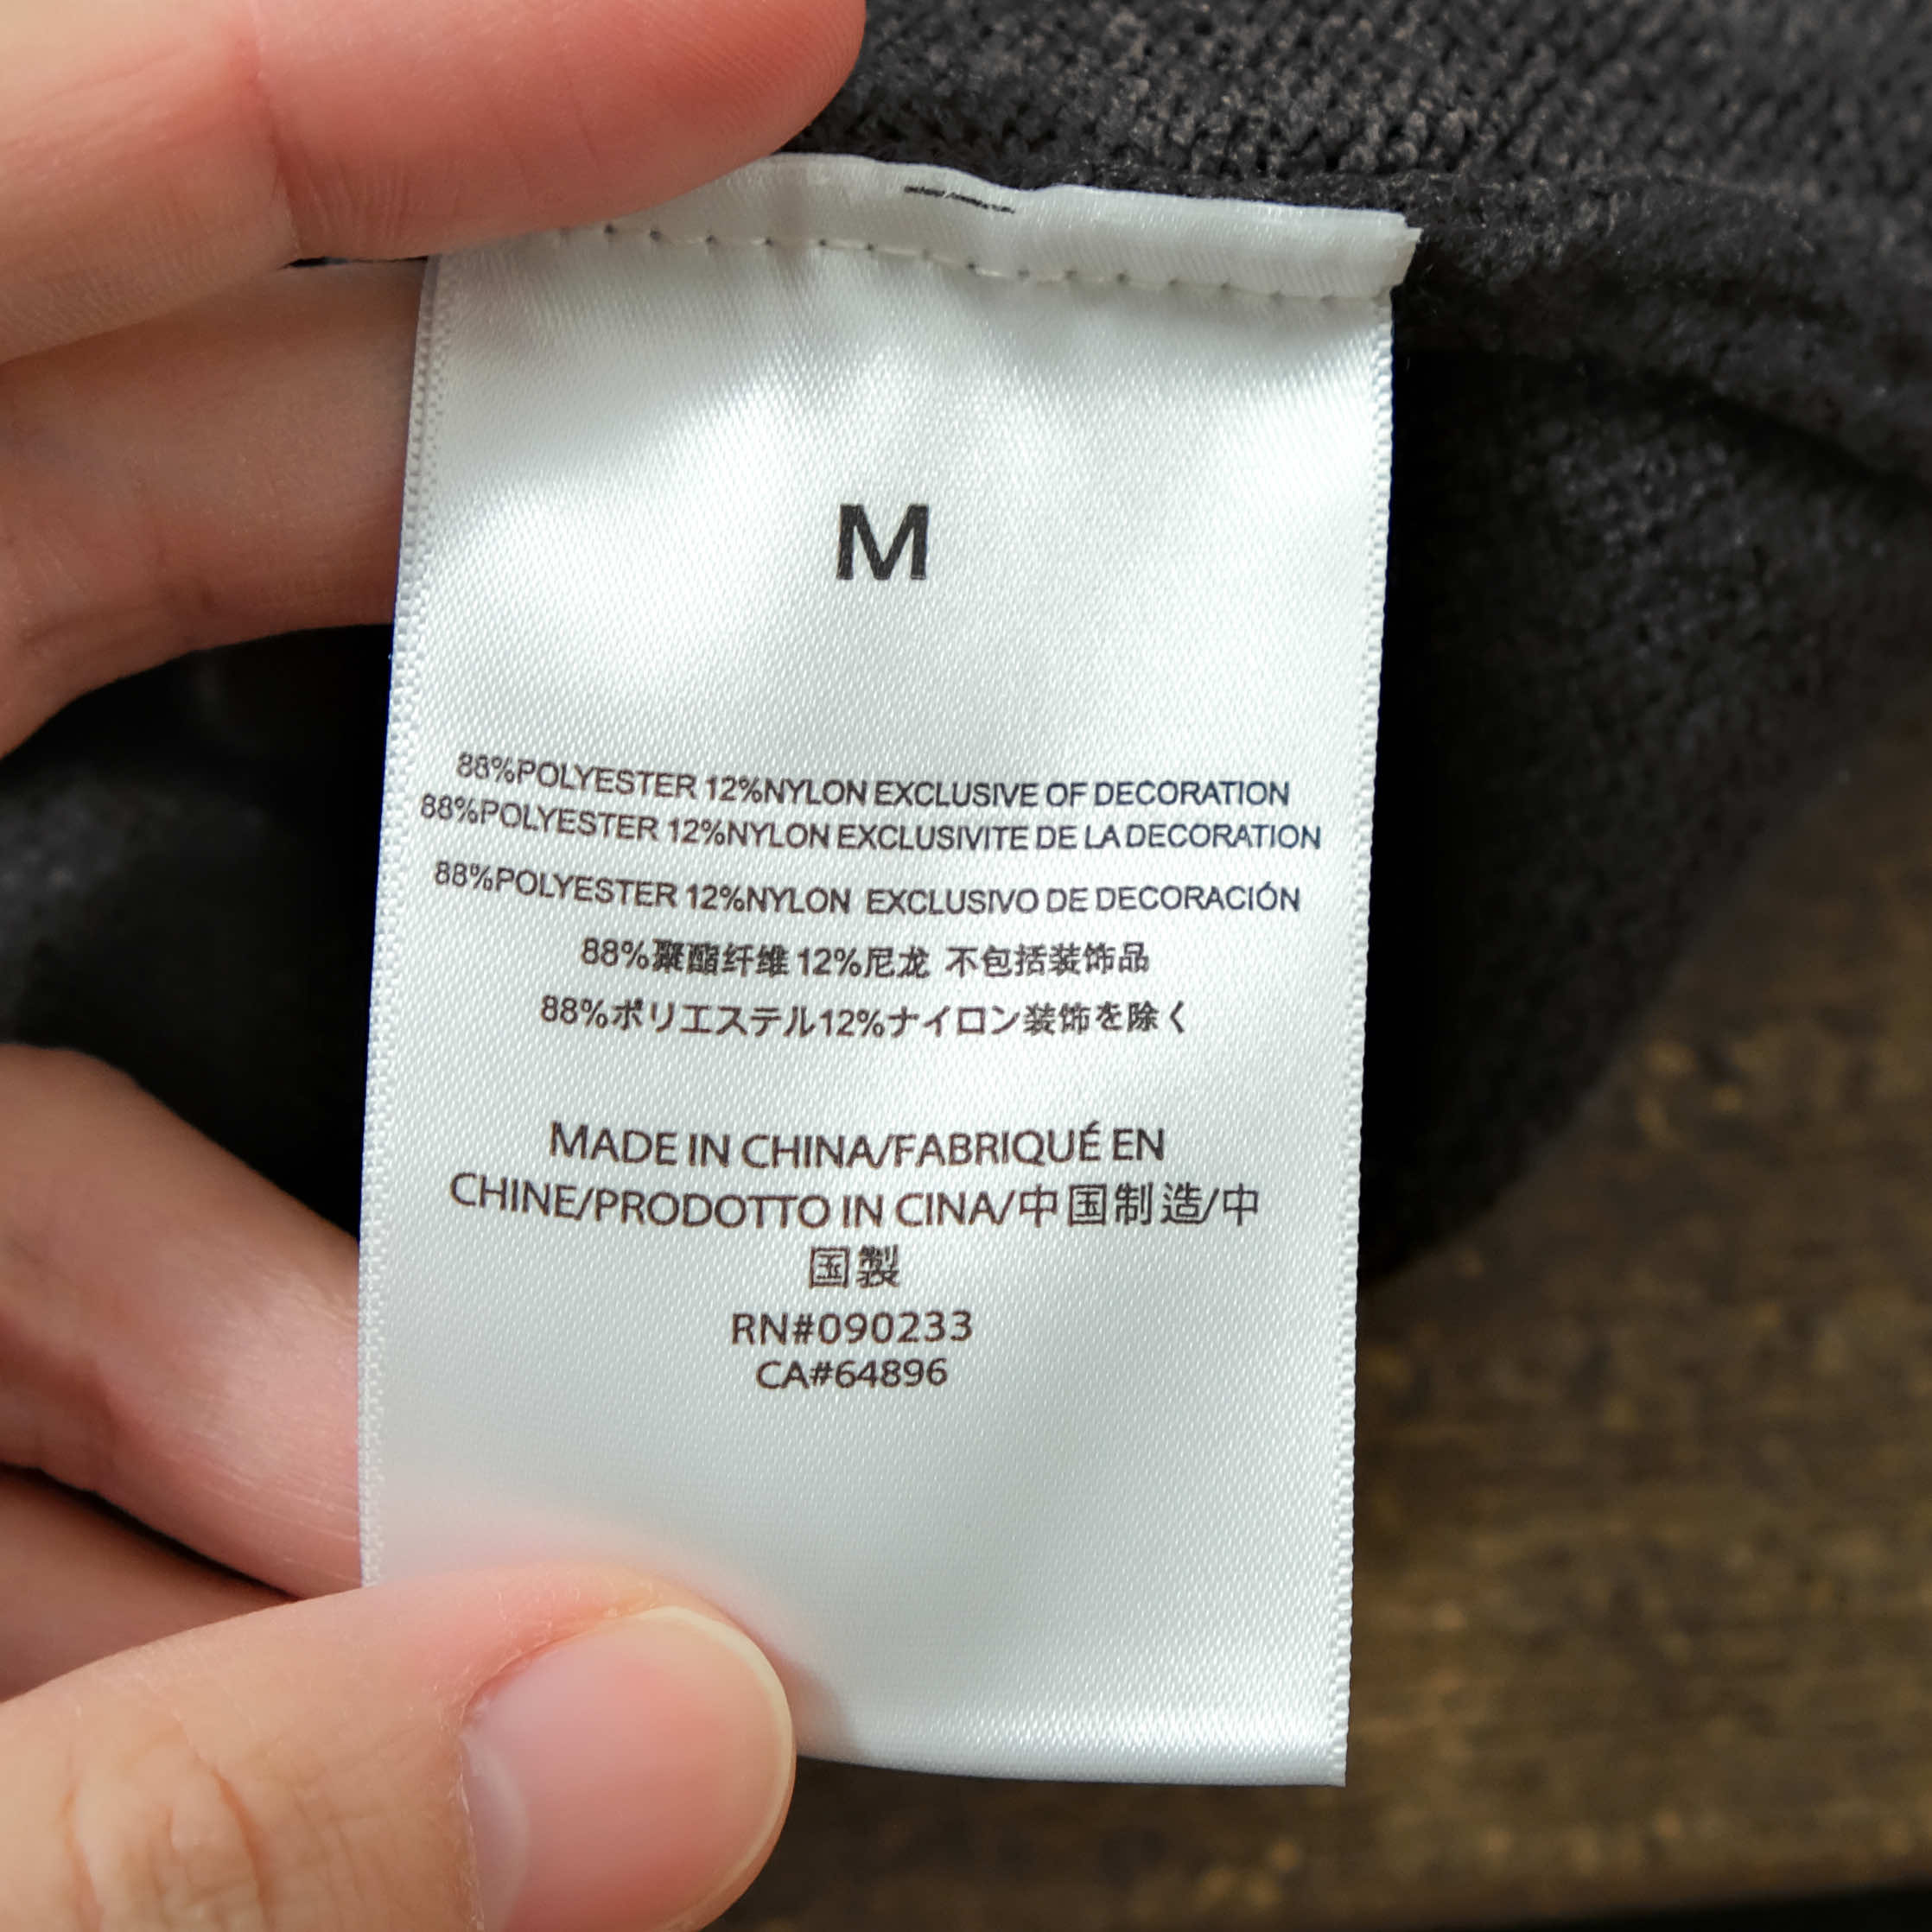 M
88%POLYESTER 12%NYLON EXCLUSIVE OF DECORATION
88%POLYESTER 12%NYLON EXCLUSIVITE DE LA DECORATION
88%POLYESTER 12%NYLON EXCLUSIVO DE DECORACIÓN
88%聚酯纤维 12%尼龙 不包括装饰品
88%ポリエステル12%ナイロン装饰を除く
MADE IN CHINA/FABRIQUÉ EN
CHINE/PRODOTTO IN CINA/中国制造/中
国製
RN#090233
CA#64896